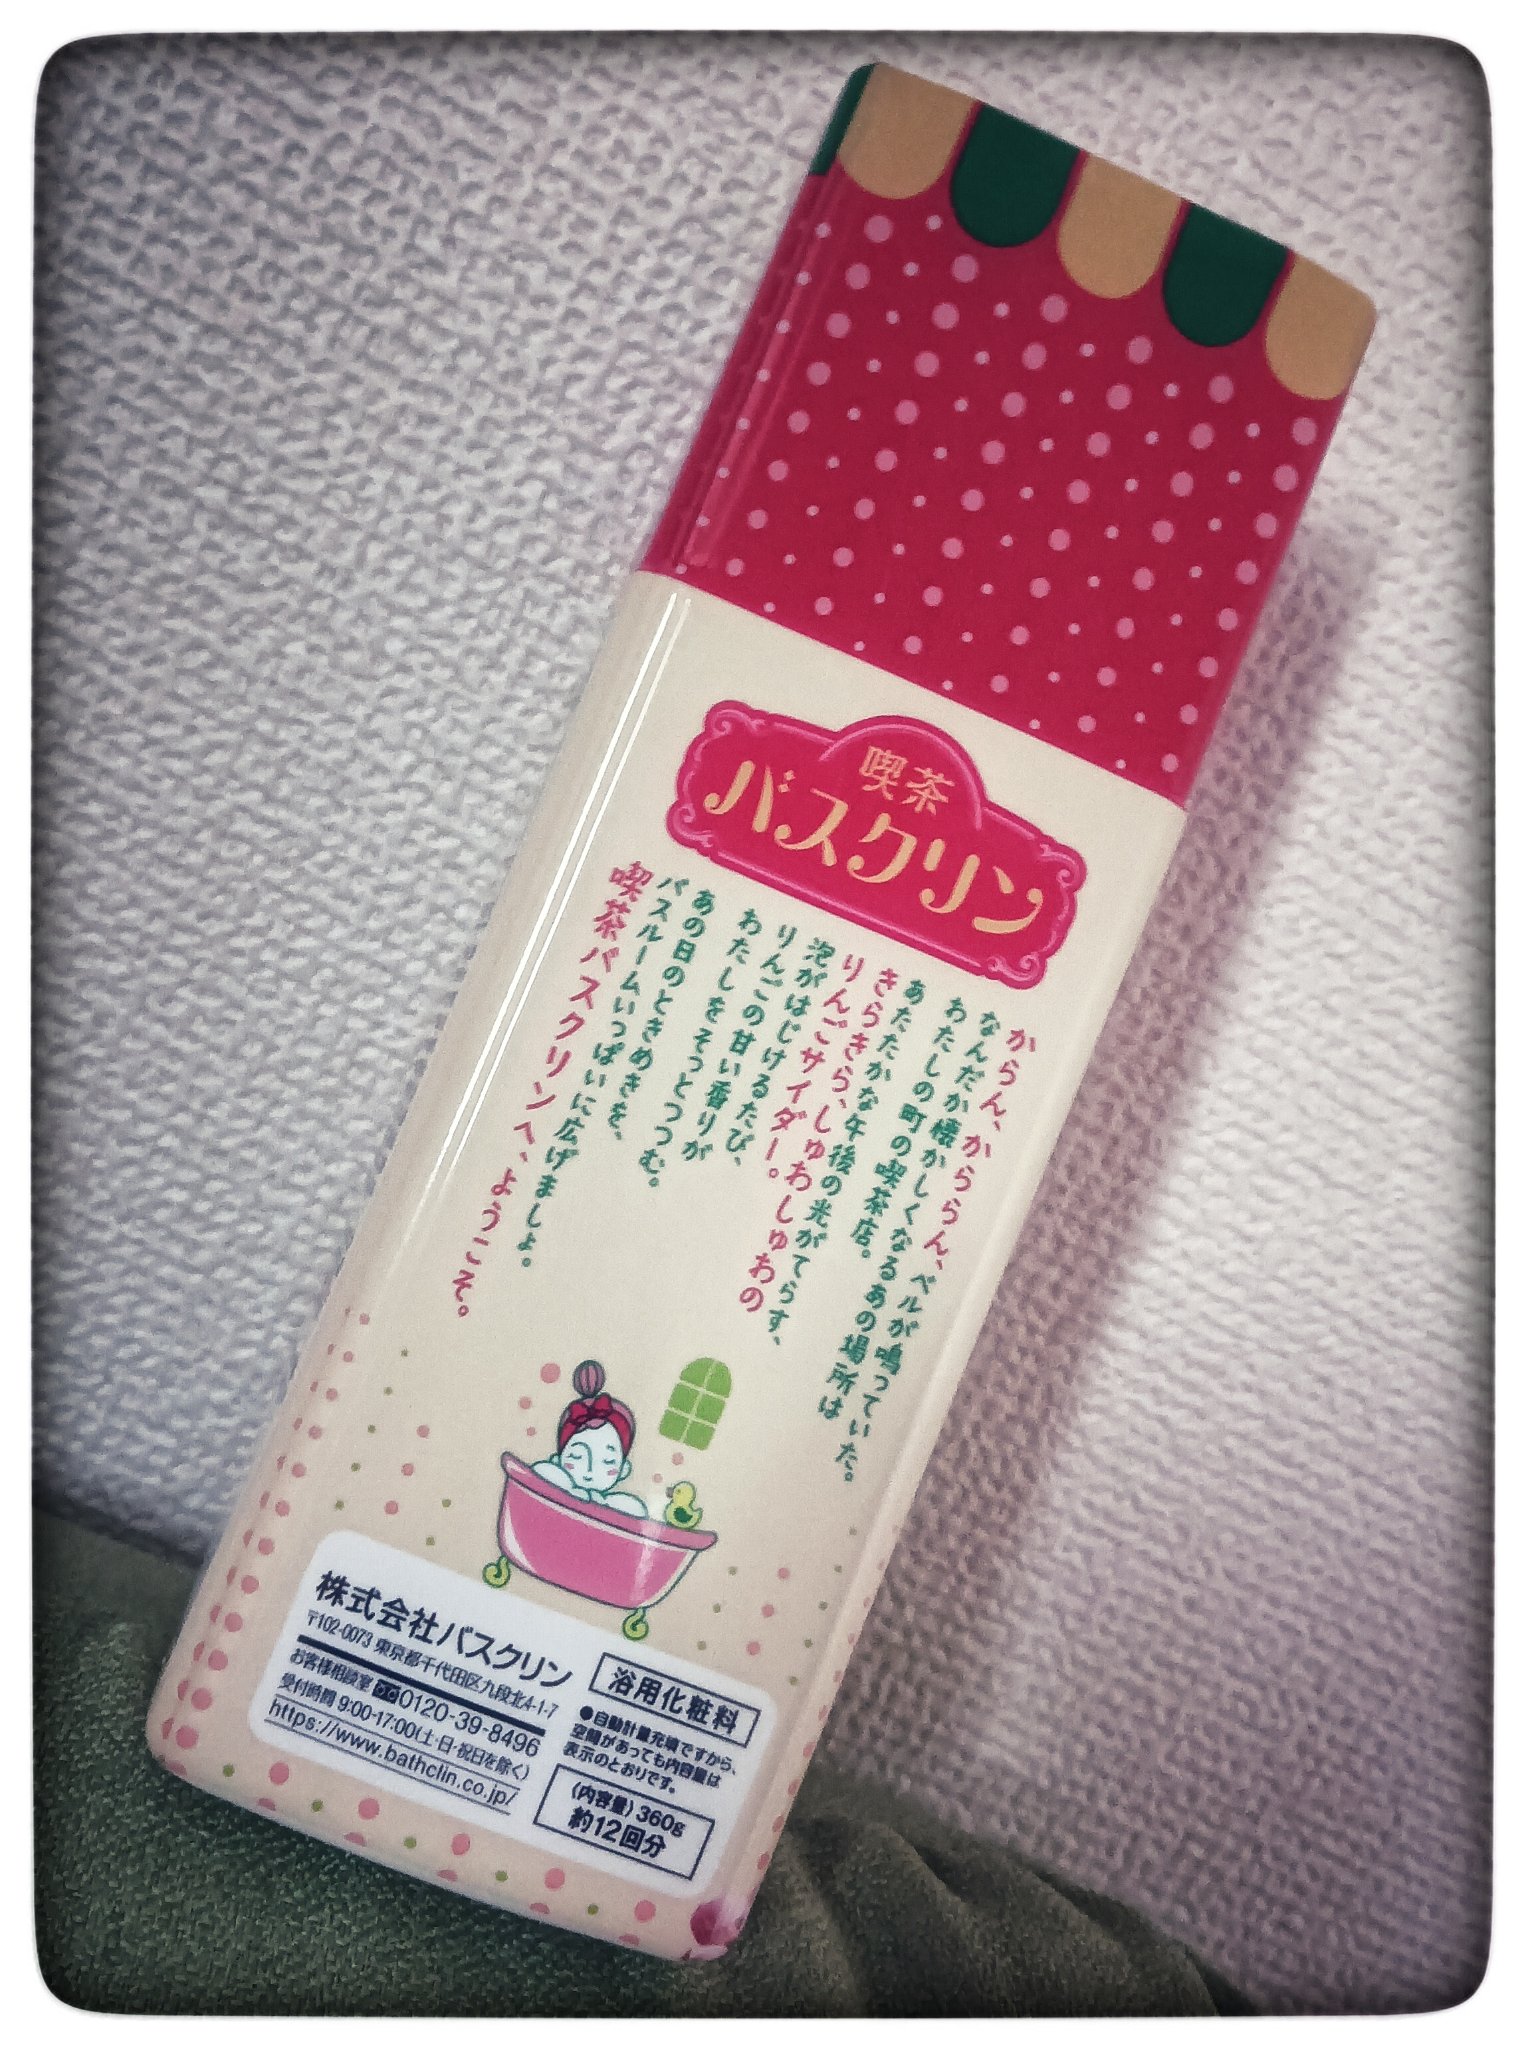 喫茶
バスクリン
からん、かららん、ベルが鳴っていた。
なんだか懐かしくなるあの場所は
わたしの町の喫茶店。
あたたかな午後の光がてらす、
きらきら、しゅわしゅわの
りんごサイダー。
泡がはじけるたび、
りんごの甘い香りが
わたしをそっとつつむ。
あの日のときめきを、
バスルームいっぱいに広げましょ。
喫茶バスクリンへ、ようこそ。
株式会社バスクリン
〒102-0073 東京都千代田区九段北4-1-7
お客様相談室 0120-39-8496
受付時間 9:00-17:00(土・日・祝日を除く)
https://www.bathclin.co.jp/
浴用化粧料
●自動計量充填ですから、
空間があっても内容量は
表示のとおりです。
(内容量) 360g
約12回分